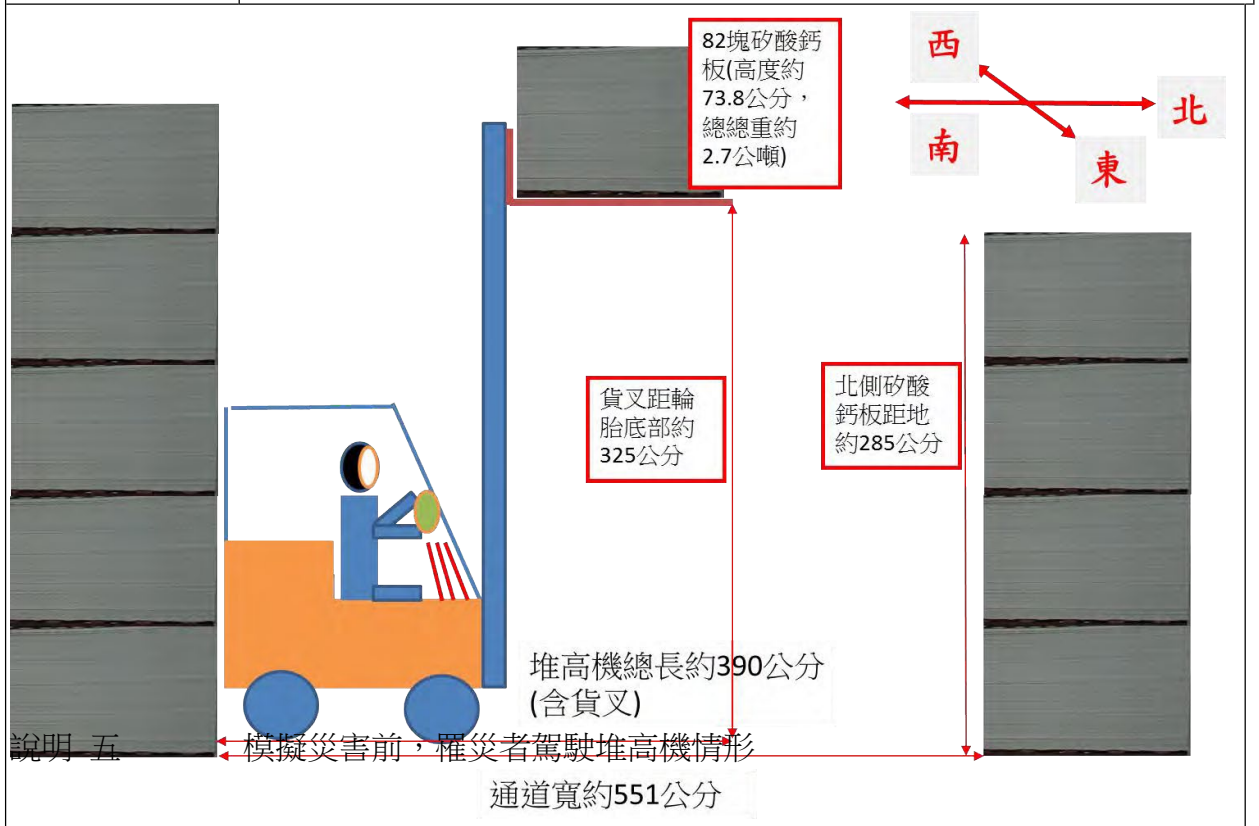 82塊矽酸鈣
板(高度約
73.8公分，
總總重約
2.7公噸)
西
北
南
東
貨叉距輪
胎底部約
325公分
北側矽酸
鈣板距地
約285公分
堆高機總長約390公分
(含貨叉)
說明 五 模擬災害前，罹災者駕駛堆高機情形
通道寬約551公分